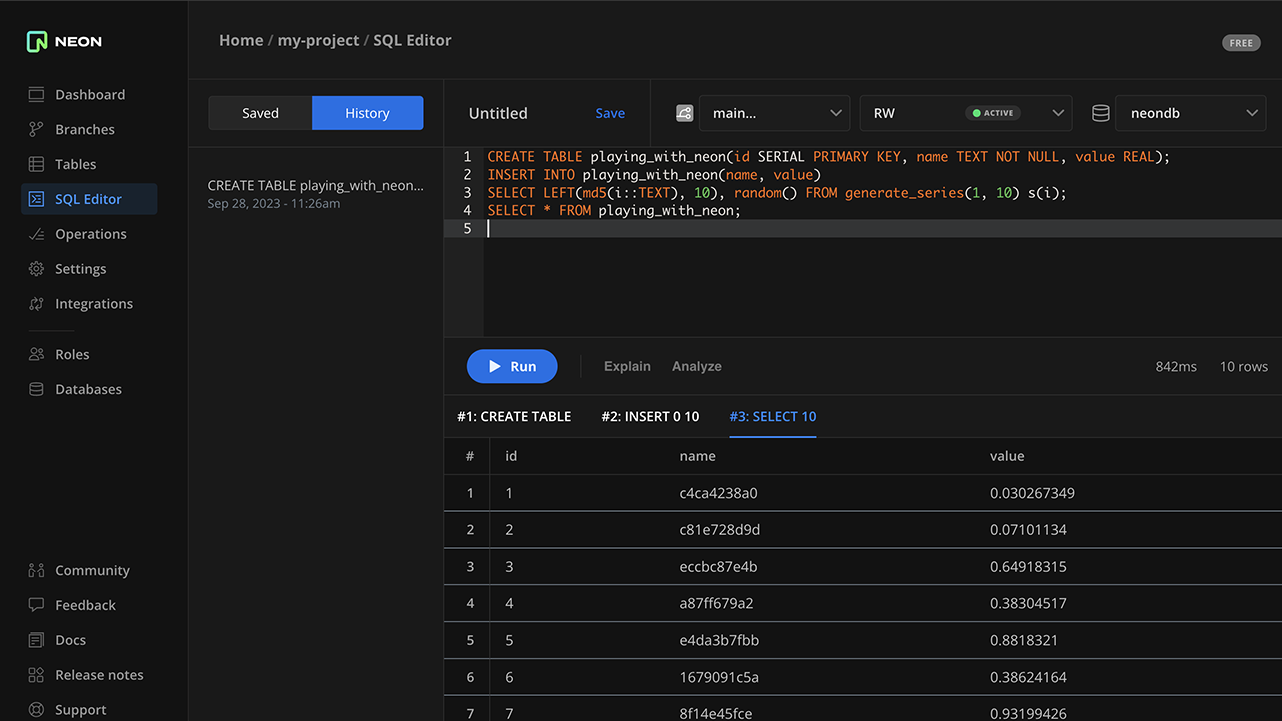 NEON
Dashboard
Branches
Tables
SQL Editor
Operations
Settings
Integrations
Roles
Databases
Community
Feedback
Docs
Release notes
Support
Home / my-project / SQL Editor
FREE
Saved History
CREATE TABLE playing_with_neon...
Sep 28, 2023 - 11:26am
Untitled Save main... RW ACTIVE neondb
1 CREATE TABLE playing_with_neon(id SERIAL PRIMARY KEY, name TEXT NOT NULL, value REAL);
2 INSERT INTO playing_with_neon(name, value)
3 SELECT LEFT(md5(i::TEXT), 10), random() FROM generate_series(1, 10) s(i);
4 SELECT * FROM playing_with_neon;
5
Run Explain Analyze 842ms 10 rows
#1: CREATE TABLE #2: INSERT 0 10 #3: SELECT 10
# id name value
1 1 c4ca4238a0 0.030267349
2 2 c81e728d9d 0.07101134
3 3 eccbc87e4b 0.64918315
4 4 a87ff679a2 0.38304517
5 5 e4da3b7fbb 0.8818321
6 6 1679091c5a 0.38624164
7 7 8f14e45fce 0.93199426